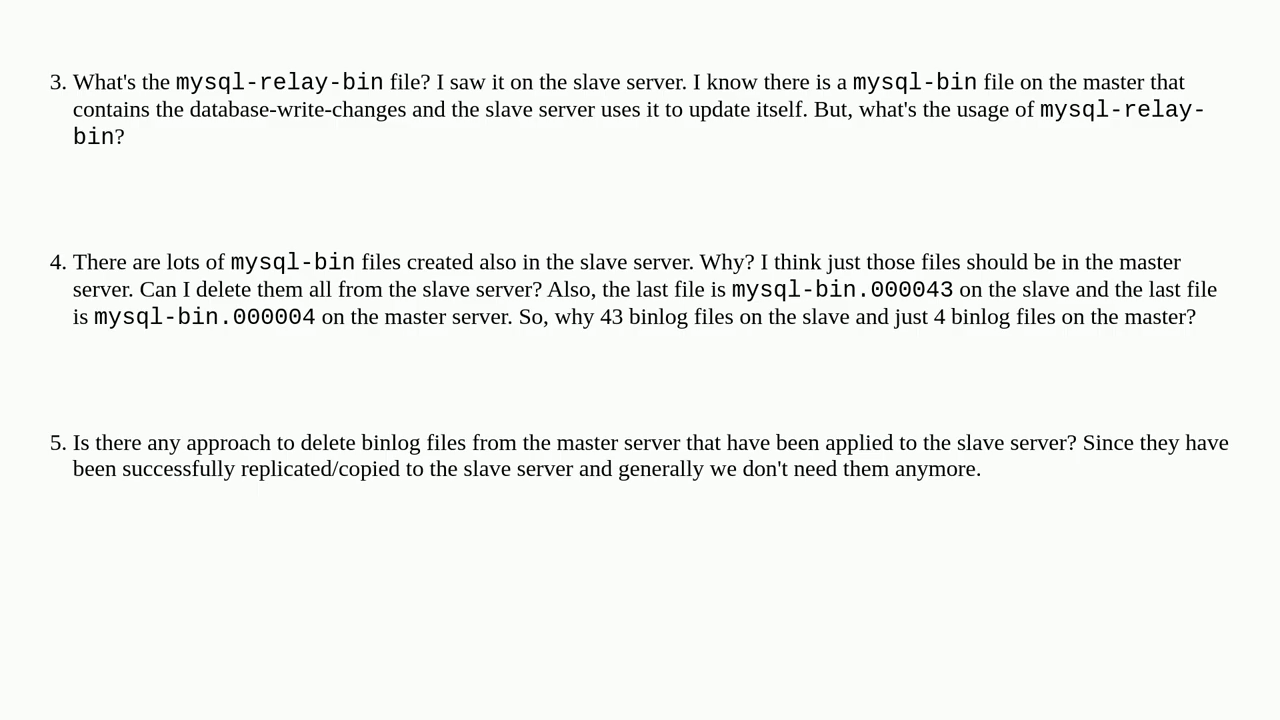 3. What's the mysql-relay-bin file? I saw it on the slave server. I know there is a mysql-bin file on the master that
contains the database-write-changes and the slave server uses it to update itself. But, what's the usage of mysql-relay-
bin?
4. There are lots of mysql-bin files created also in the slave server. Why? I think just those files should be in the master
server. Can I delete them all from the slave server? Also, the last file is mysql-bin.000043 on the slave and the last file
is mysql-bin.000004 on the master server. So, why 43 binlog files on the slave and just 4 binlog files on the master?
5. Is there any approach to delete binlog files from the master server that have been applied to the slave server? Since they have
been successfully replicated/copied to the slave server and generally we don't need them anymore.